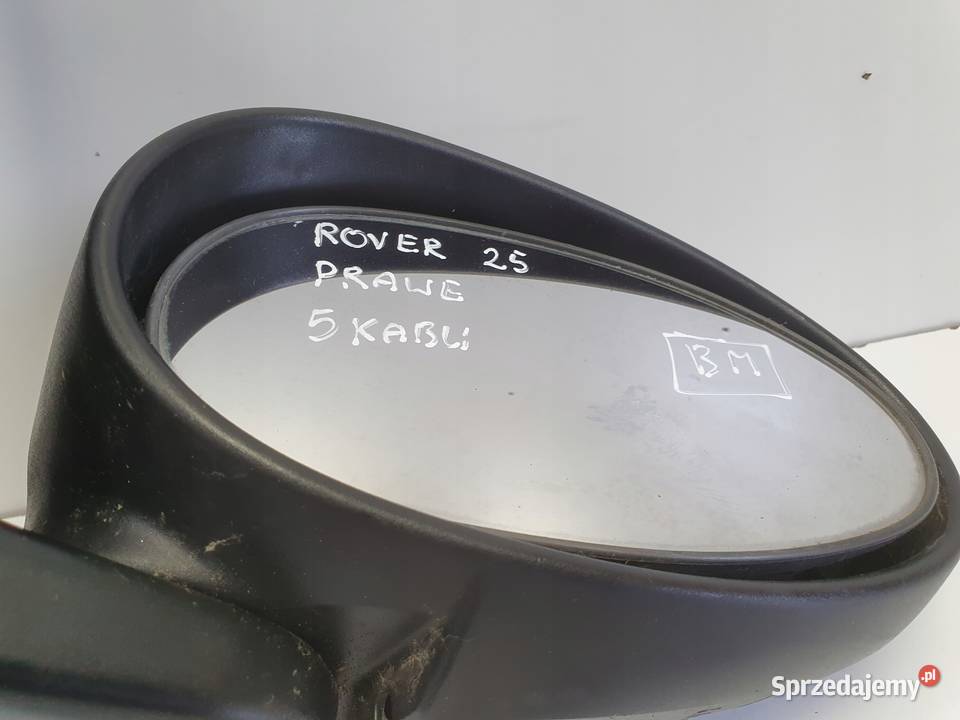 ROVER 25
PRAWE
5 KABLI
BM
Sprzedajemy.pl